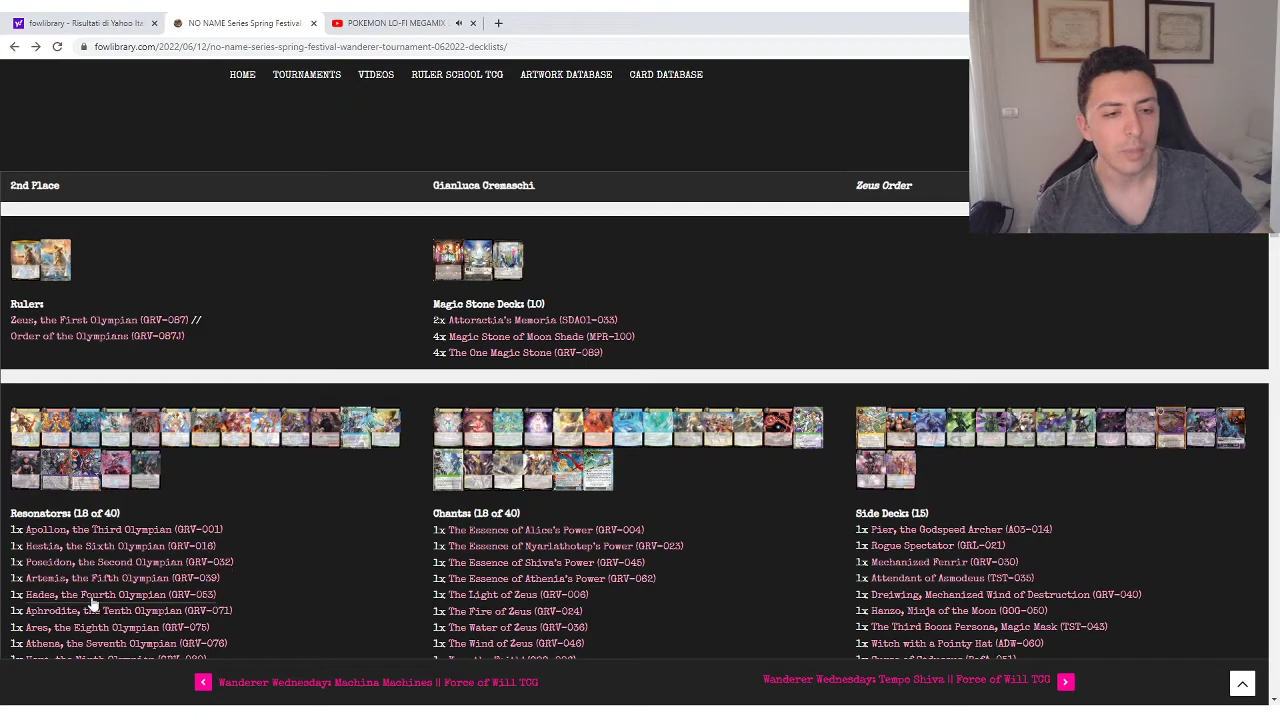 fowlibrary - Risultati di Yahoo Ita
NO NAME Series Spring Festival
POKEMON LO-FI MEGAMIX
fowlibrary.com/2022/06/12/no-name-series-spring-festival-wanderer-tournament-062022-decklists/
HOME TOURNAMENTS VIDEOS RULER SCHOOL TCG ARTWORK DATABASE CARD DATABASE
2nd Place Gianluca Cremaschi Zeus Order
Ruler:
Zeus, the First Olympian (GRV-087) //
Order of the Olympians (GRV-087J)
Magic Stone Deck: (10)
2x Attoractia's Memoria (SDAO1-033)
4x Magic Stone of Moon Shade (MPR-100)
4x The One Magic Stone (GRV-089)
Resonators: (18 of 40)
1x Apollon, the Third Olympian (GRV-001)
1x Hestia, the Sixth Olympian (GRV-016)
1x Poseidon, the Second Olympian (GRV-032)
1x Artemis, the Fifth Olympian (GRV-039)
1x Hades, the Fourth Olympian (GRV-053)
1x Aphrodite, the Tenth Olympian (GRV-071)
1x Ares, the Eighth Olympian (GRV-075)
1x Athena, the Seventh Olympian (GRV-076)
Chants: (18 of 40)
1x The Essence of Alice's Power (GRV-004)
1x The Essence of Nyarlathotep's Power (GRV-023)
1x The Essence of Shiva's Power (GRV-045)
1x The Essence of Athenia's Power (GRV-062)
1x The Light of Zeus (GRV-006)
1x The Fire of Zeus (GRV-024)
1x The Water of Zeus (GRV-036)
1x The Wind of Zeus (GRV-046)
Side Deck: (15)
1x Pier, the Godspeed Archer (AO3-014)
1x Rogue Spectator (GRL-021)
1x Mechanized Fenrir (GRV-030)
1x Attendant of Asmodeus (TST-035)
1x Dreiwing, Mechanized Wind of Destruction (GRV-040)
1x Hanzo, Ninja of the Moon (GOG-050)
1x The Third Boon: Persona, Magic Mask (TST-043)
1x Witch with a Pointy Hat (ADW-060)
Wanderer Wednesday: Machina Machines || Force of Will TCG
Wanderer Wednesday: Tempo Shiva || Force of Will TCG